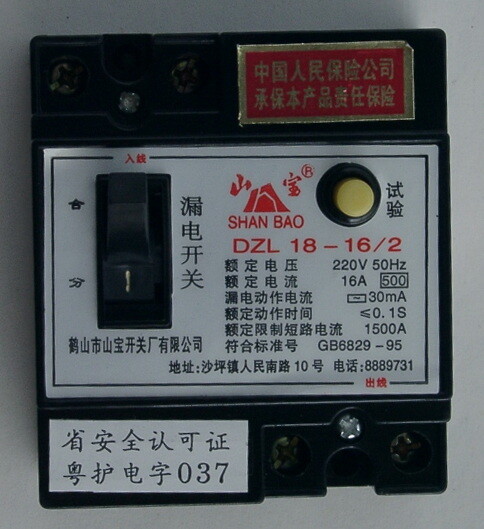 中国人民保险公司
承保本产品责任保险
入线
合
分
漏电开关
山宝®
SHAN BAO
试验
DZL 18-16/2
额定电压 220V 50Hz
额定电流 16A 500
漏电动作电流 ~30mA
额定动作时间 ≤0.1S
额定限制短路电流 1500A
符合标准号 GB6829-95
鹤山市山宝开关厂有限公司
地址:沙坪镇人民南路10号 电话:8889731
出线
省安全认可证
粤护电字037